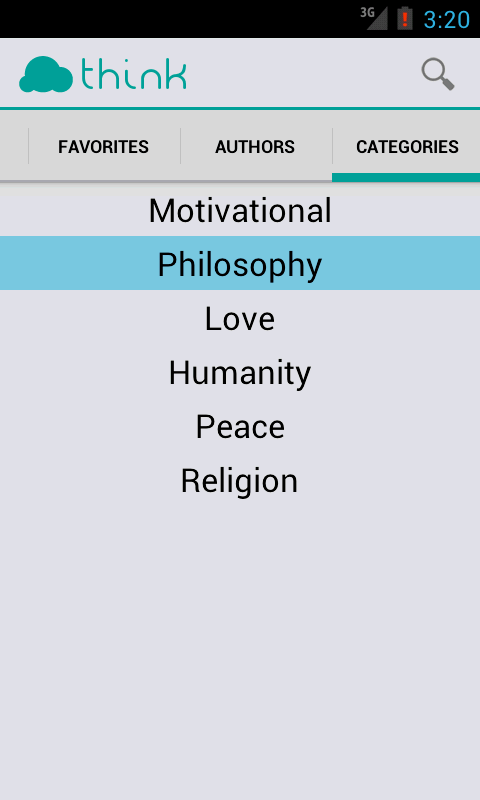 3G 3:20
think
FAVORITES AUTHORS CATEGORIES
Motivational
Philosophy
Love
Humanity
Peace
Religion